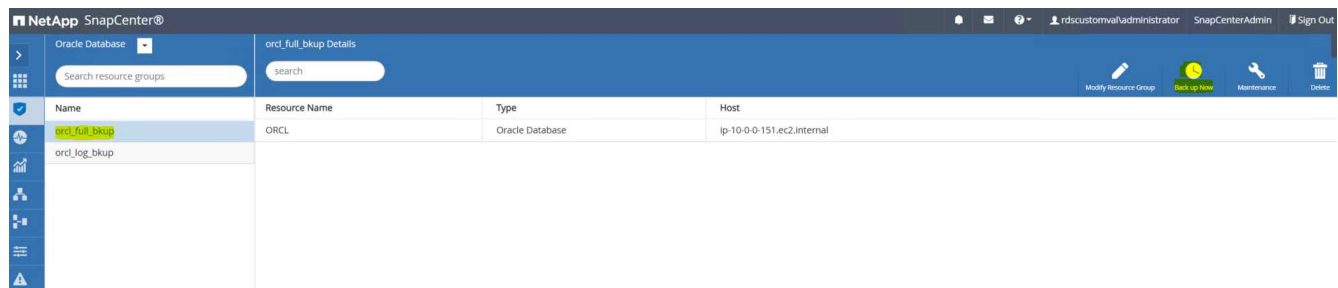 NetApp SnapCenter®
rdscustomval\administrator SnapCenterAdmin Sign Out
Oracle Database
orcl_full_bkup Details
Search resource groups
search
Modify Resource Group Back up Now Maintenance Delete
Name
Resource Name Type Host
orcl_full_bkup
ORCL Oracle Database ip-10-0-0-151.ec2.internal
orcl_log_bkup